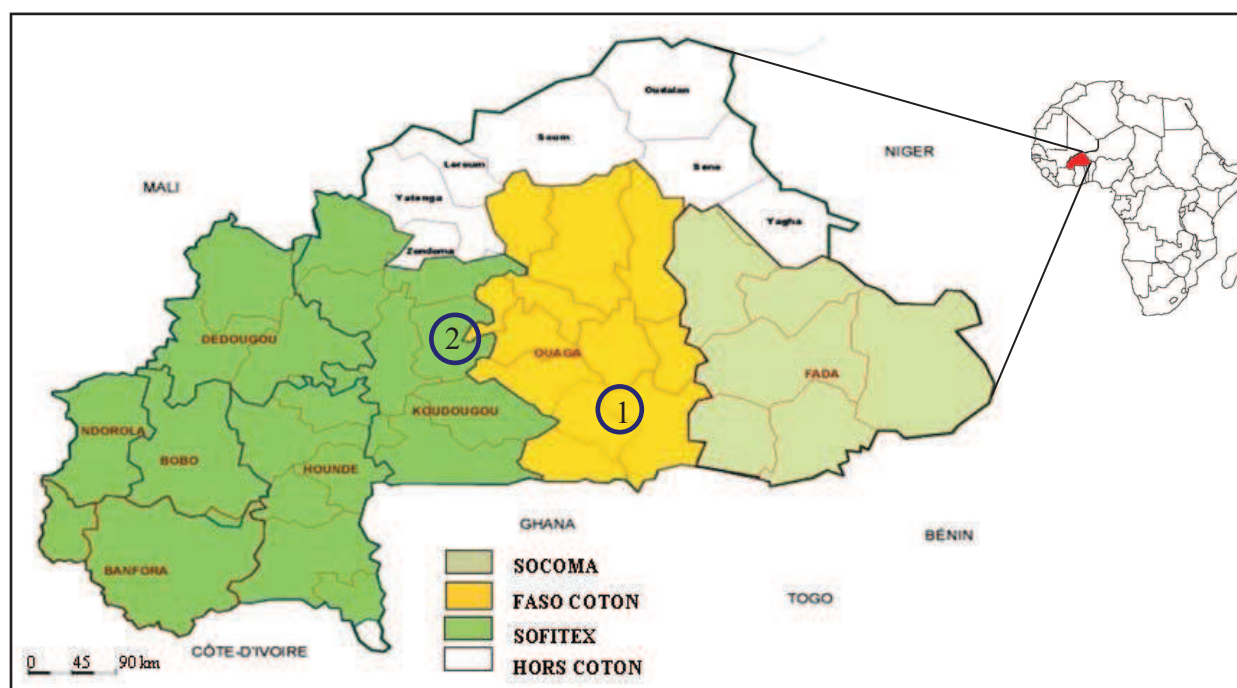 Oudalan
Soum
NIGER
Loroum
Seno
MALI
Yatenga
Yagha
Zondoma
2
DEDOUGOU
OUAGA
FADA
1
KOUDOUGOU
NDOROLA
BOBO
HOUNDE
GHANA
BÉNIN
SOCOMA
BANFORA
FASO COTON
TOGO
SOFITEX
CÔTE-D'IVOIRE
0 45 90 km
HORS COTON